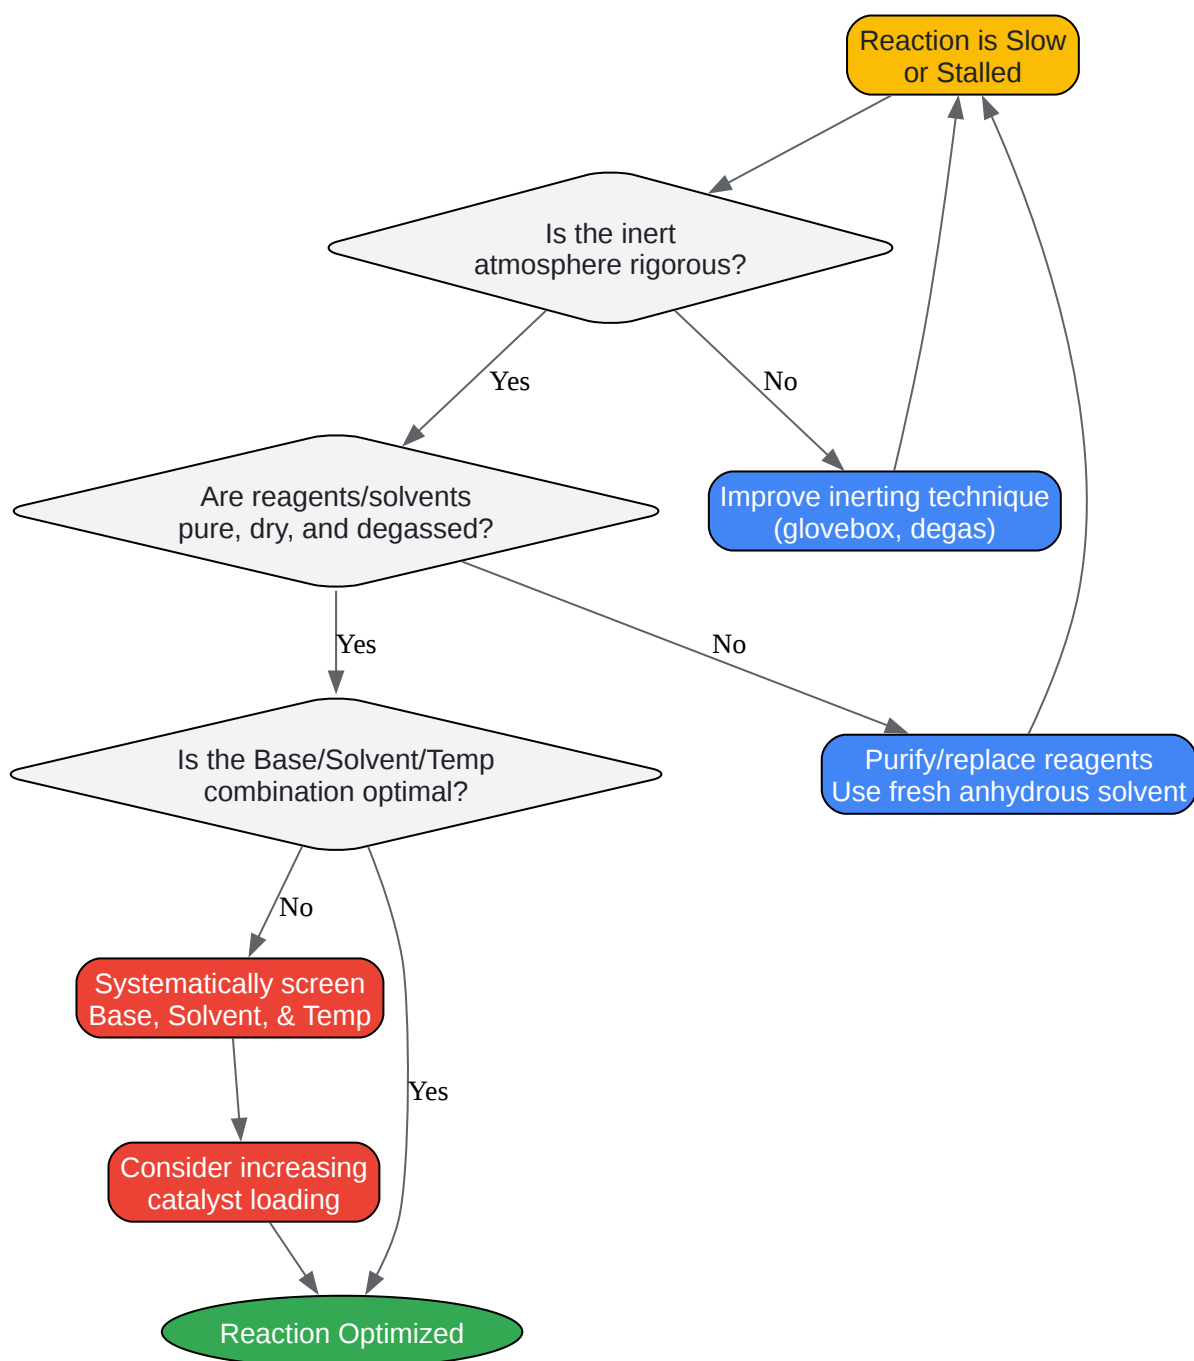 Reaction is Slow
or Stalled
Is the inert
atmosphere rigorous?
Yes
No
Are reagents/solvents
pure, dry, and degassed?
Improve inerting technique
(glovebox, degas)
Yes
No
Is the Base/Solvent/Temp
combination optimal?
Purify/replace reagents
Use fresh anhydrous solvent
No
Systematically screen
Base, Solvent, & Temp
Yes
Consider increasing
catalyst loading
Reaction Optimized